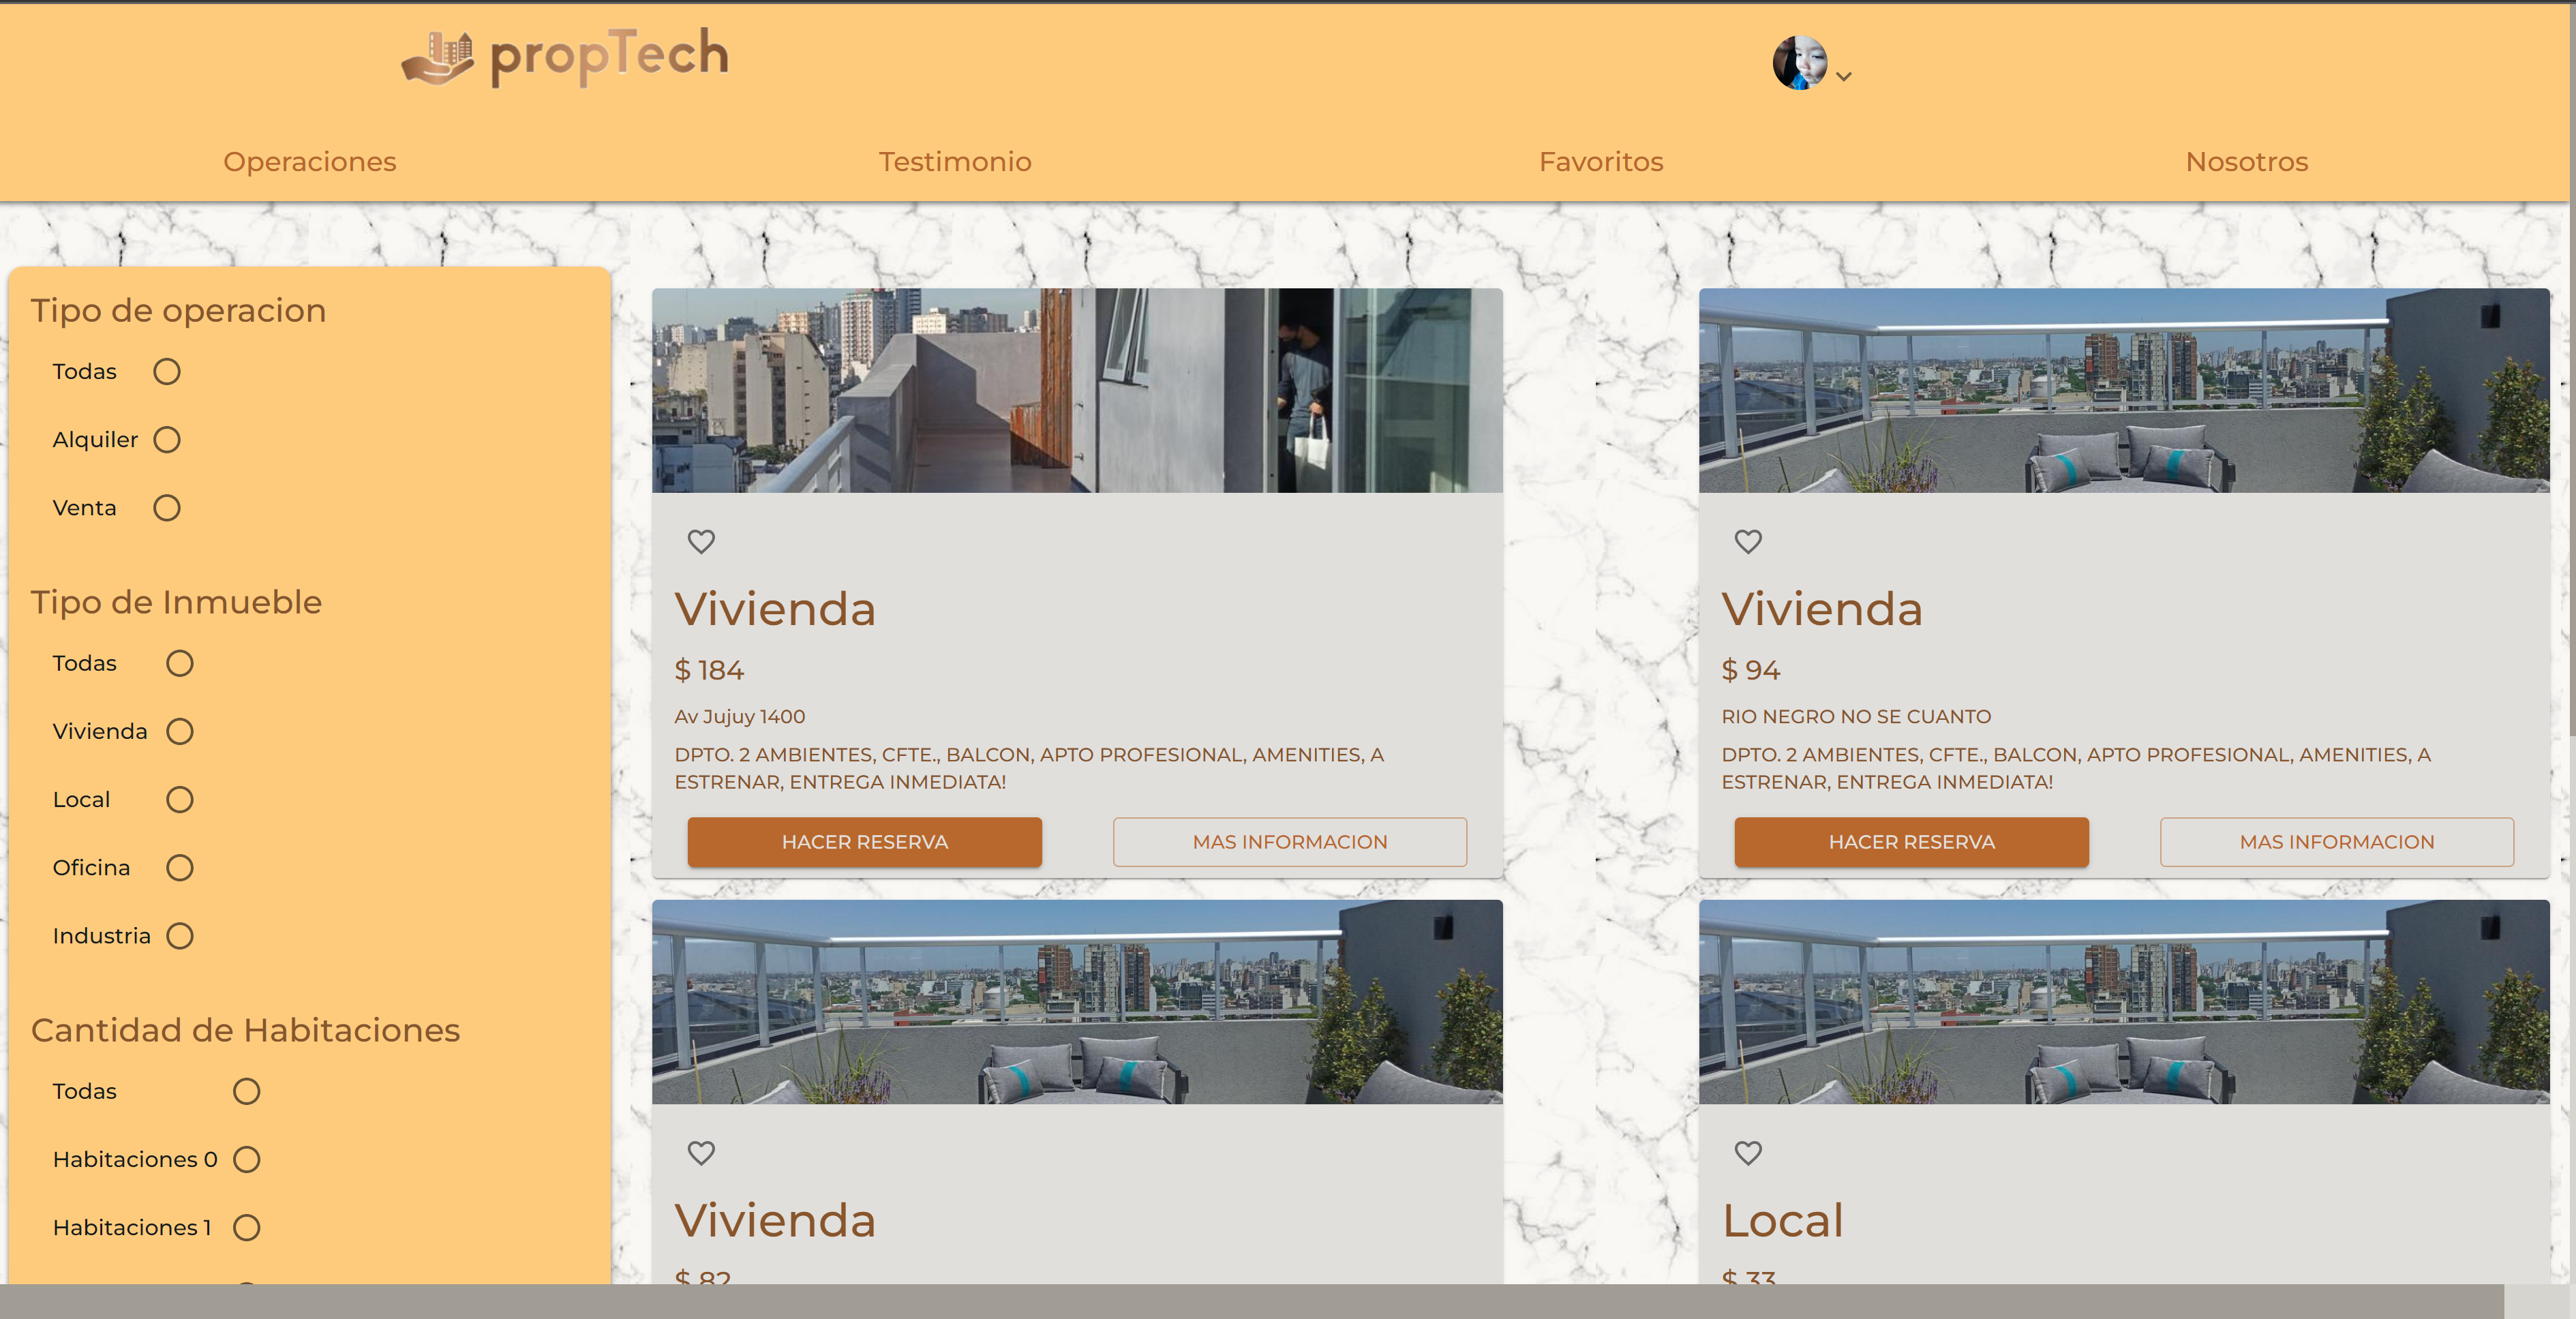 propTech
Operaciones
Testimonio
Favoritos
Nosotros
Tipo de operacion
Todas
Alquiler
Venta
Tipo de Inmueble
Todas
Vivienda
Local
Oficina
Industria
Cantidad de Habitaciones
Todas
Habitaciones 0
Habitaciones 1
Vivienda
$ 184
Av Jujuy 1400
DPTO. 2 AMBIENTES, CFTE., BALCON, APTO PROFESIONAL, AMENITIES, A
ESTRENAR, ENTREGA INMEDIATA!
HACER RESERVA
MAS INFORMACION
Vivienda
$ 94
RIO NEGRO NO SE CUANTO
DPTO. 2 AMBIENTES, CFTE., BALCON, APTO PROFESIONAL, AMENITIES, A
ESTRENAR, ENTREGA INMEDIATA!
HACER RESERVA
MAS INFORMACION
Vivienda
$ 82
Local
$ 33